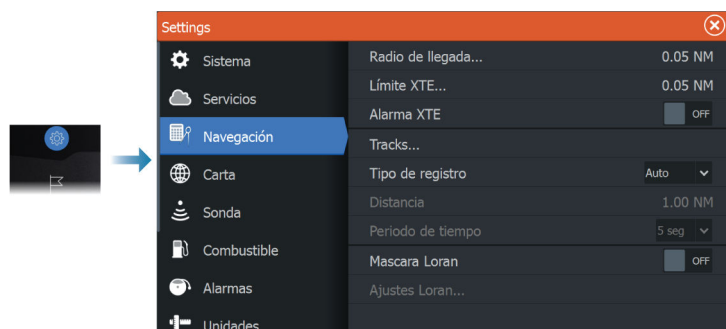 Settings
Sistema
Servicios
Navegación
Carta
Sonda
Combustible
Alarmas
Unidades
Radio de llegada... 0.05 NM
Límite XTE... 0.05 NM
Alarma XTE OFF
Tracks...
Tipo de registro Auto
Distancia 1.00 NM
Periodo de tiempo 5 seg
Mascara Loran OFF
Ajustes Loran...